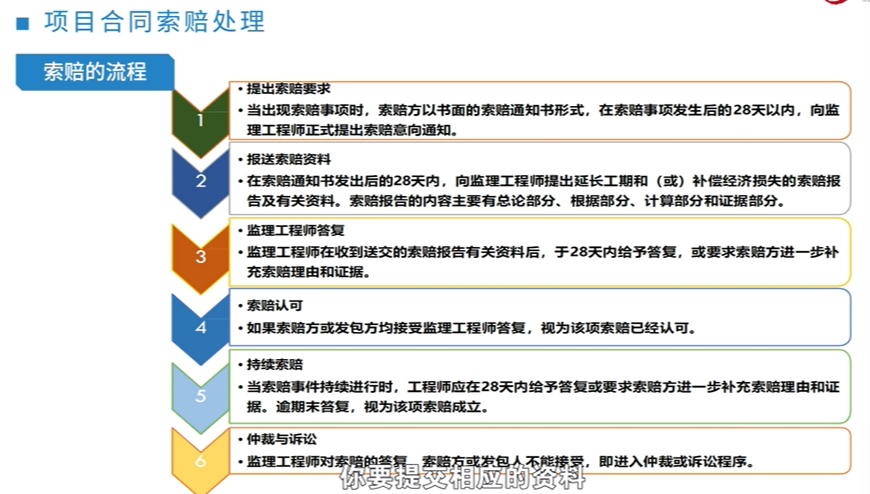 项目合同索赔处理
索赔的流程
1
• 提出索赔要求
• 当出现索赔事项时，索赔方以书面的索赔通知书形式，在索赔事项发生后的28天以内，向监
理工程师正式提出索赔意向通知。
2
• 报送索赔资料
• 在索赔通知书发出后的28天内，向监理工程师提出延长工期和（或）补偿经济损失的索赔报
告及有关资料。索赔报告的内容主要有总论部分、根据部分、计算部分和证据部分。
3
• 监理工程师答复
• 监理工程师在收到送交的索赔报告有关资料后，于28天内给予答复，或要求索赔方进一步补
充索赔理由和证据。
4
• 索赔认可
• 如果索赔方或发包方均接受监理工程师答复，视为该项索赔已经认可。
5
• 持续索赔
• 当索赔事件持续进行时，工程师应在28天内给予答复或要求索赔方进一步补充索赔理由和证
据。逾期未答复，视为该项索赔成立。
6
• 仲裁与诉讼
• 监理工程师对索赔的答复，索赔方或发包人不能接受，即进入仲裁或诉讼程序。
你要提交相应的资料